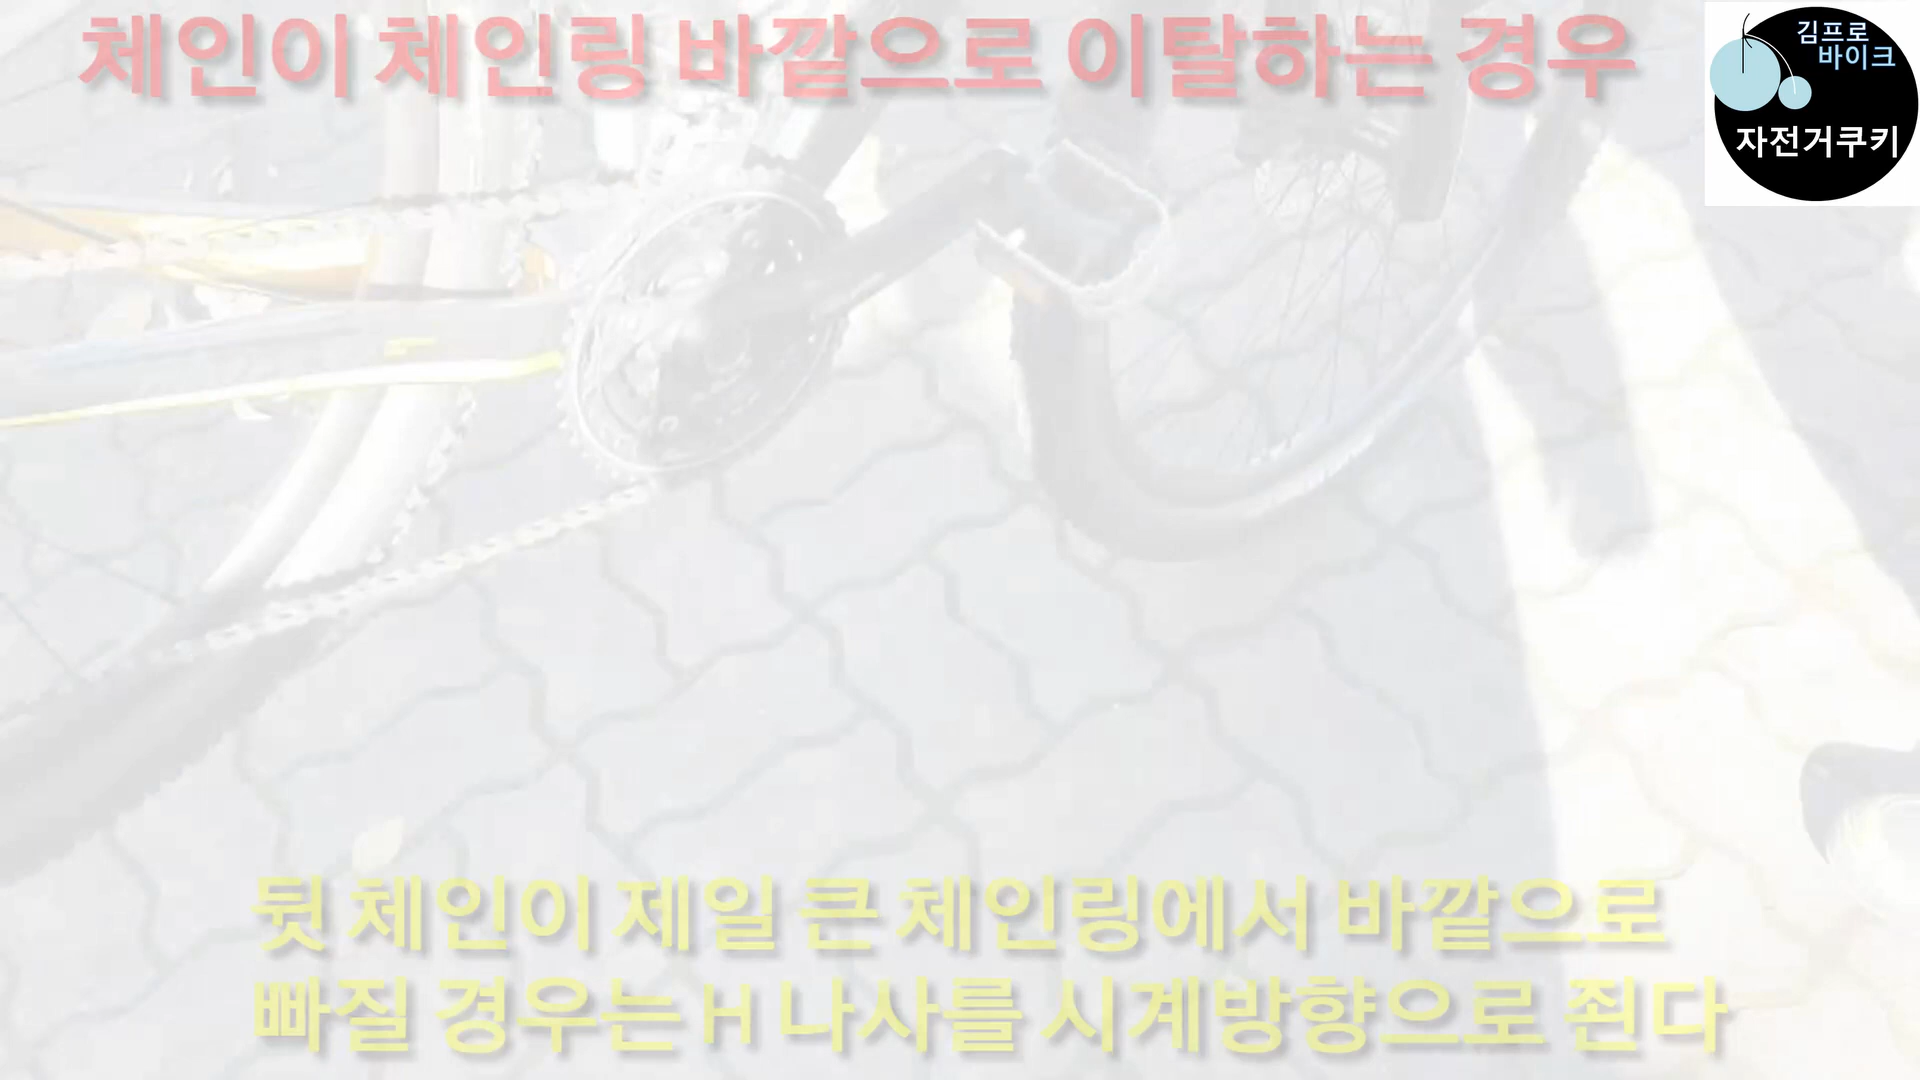 체인이 체인링 바깥으로 이탈하는 경우
김프로
바이크
자전거쿠키
뒷 체인이 제일 큰 체인링에서 바깥으로
빠질 경우는 H 나사를 시계방향으로 죈다